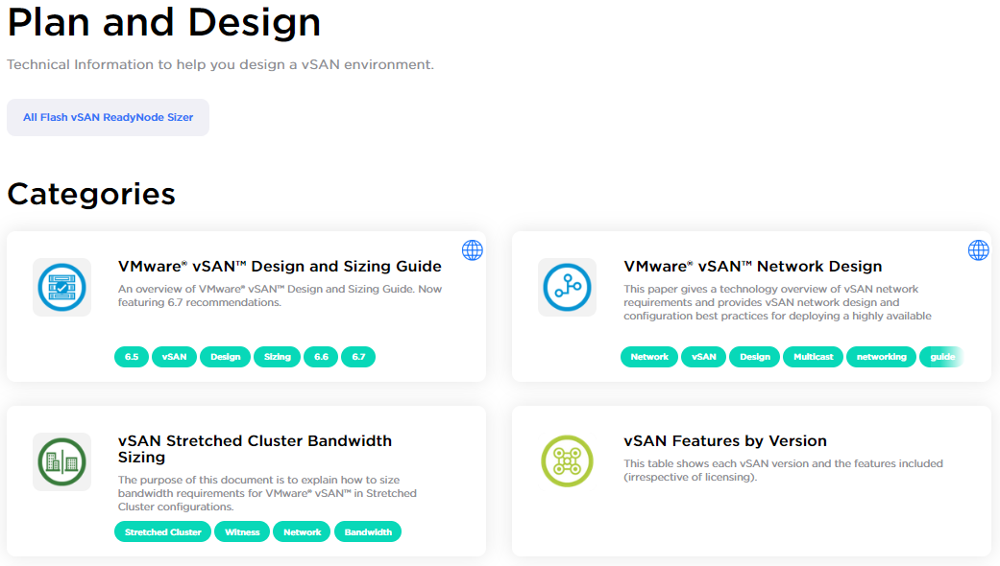 Plan and Design
Technical Information to help you design a vSAN environment.
All Flash vSAN ReadyNode Sizer
Categories
VMware® vSAN™ Design and Sizing Guide
An overview of VMware® vSAN™ Design and Sizing Guide. Now
featuring 6.7 recommendations.
6.5 vSAN Design Sizing 6.6 6.7
VMware® vSAN™ Network Design
This paper gives a technology overview of vSAN network
requirements and provides vSAN network design and
configuration best practices for deploying a highly available
Network vSAN Design Multicast networking guide
vSAN Stretched Cluster Bandwidth
Sizing
The purpose of this document is to explain how to size
bandwidth requirements for VMware® vSAN™ in Stretched
Cluster configurations.
Stretched Cluster Witness Network Bandwidth
vSAN Features by Version
This table shows each vSAN version and the features included
(irrespective of licensing).